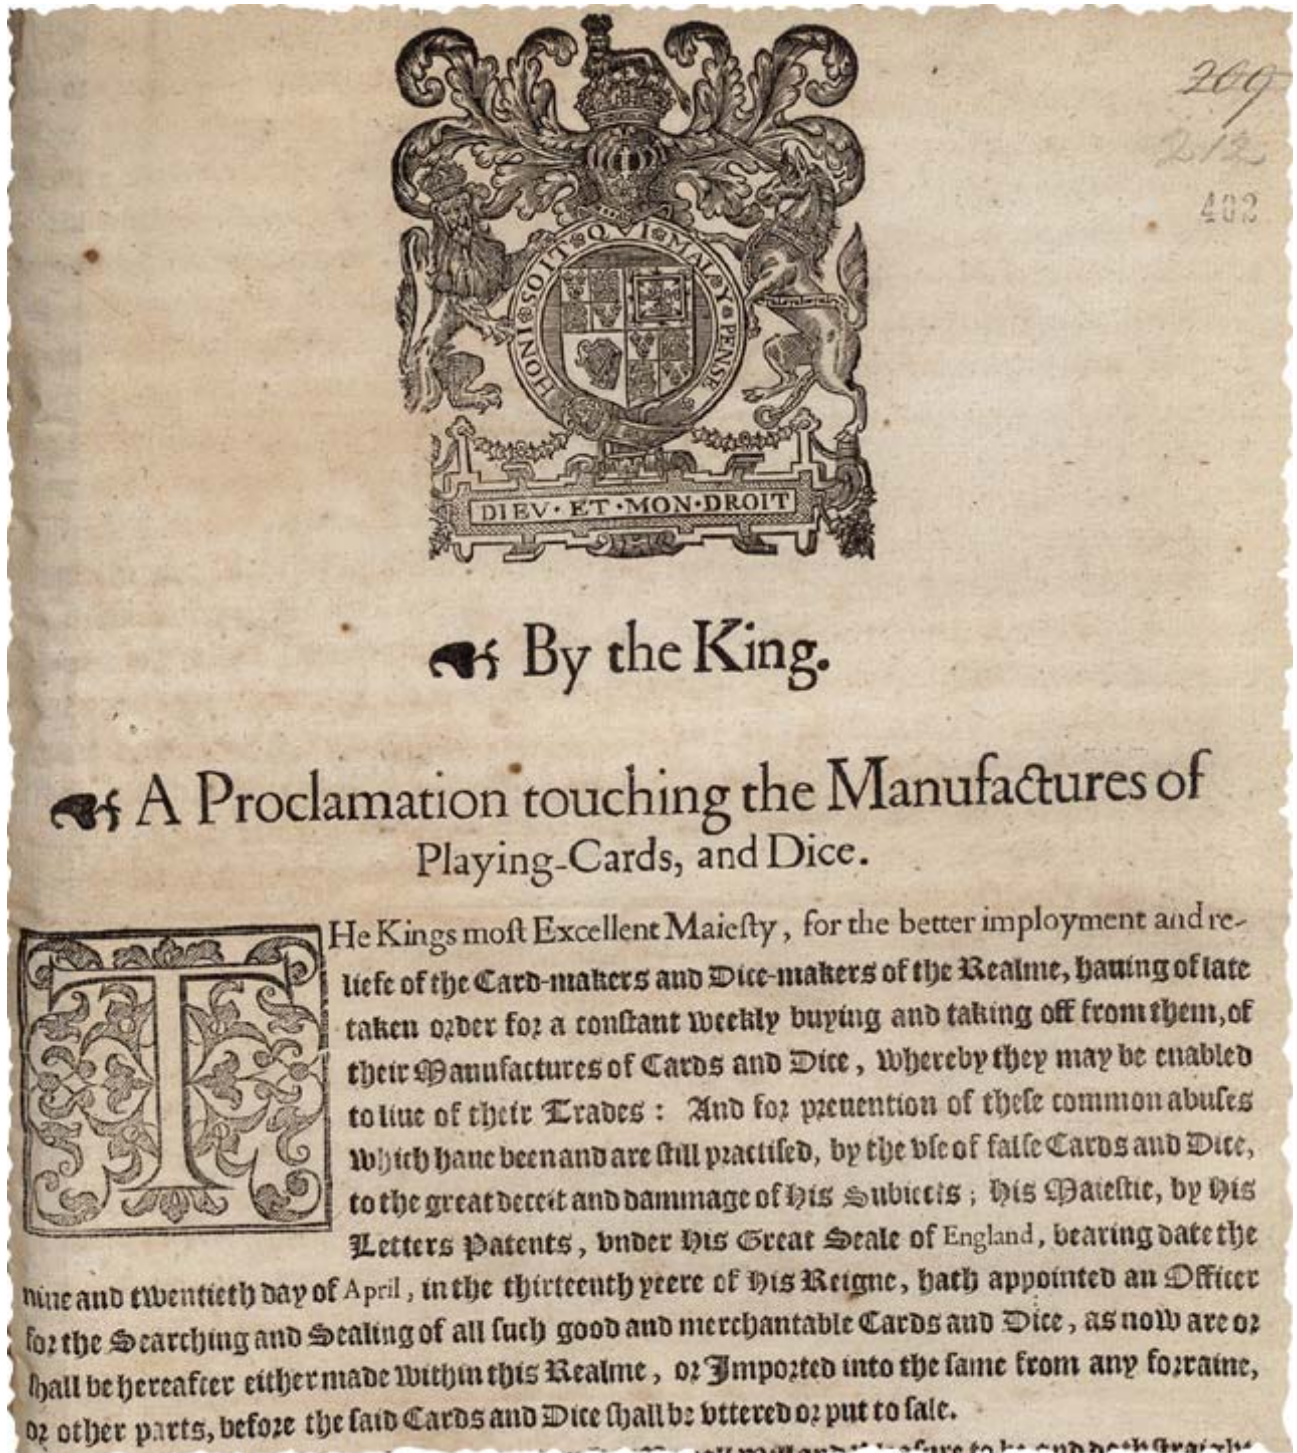 269
212
402
HONI SOIT QVI MAL Y PENSE
DIEV·ET·MON·DROIT
By the King.
A Proclamation touching the Manufactures of
Playing-Cards, and Dice.
THe Kings moſt Excellent Maieſty, for the better imployment and re-
liefe of the Card-makers and Dice-makers of the Realme, hauing of late
taken order for a conſtant weekly buying and taking off from them, of
their Manufactures of Cards and Dice, whereby they may be enabled
to liue of their Trades: And for preuention of theſe common abuſes
which haue been and are ſtill practiſed, by the vſe of falſe Cards and Dice,
to the great deceit and dammage of His Subiects; His Maieſtie, by His
Letters Patents, vnder His Great Seale of England, bearing date the
nine and twentieth day of April, in the thirteenth yeere of His Reigne, hath appointed an Officer
for the Searching and Sealing of all ſuch good and merchantable Cards and Dice, as now are or
ſhall be hereafter either made within this Realme, or Imported into the ſame from any forraine,
or other parts, before the ſaid Cards and Dice ſhall be vttered or put to ſale.